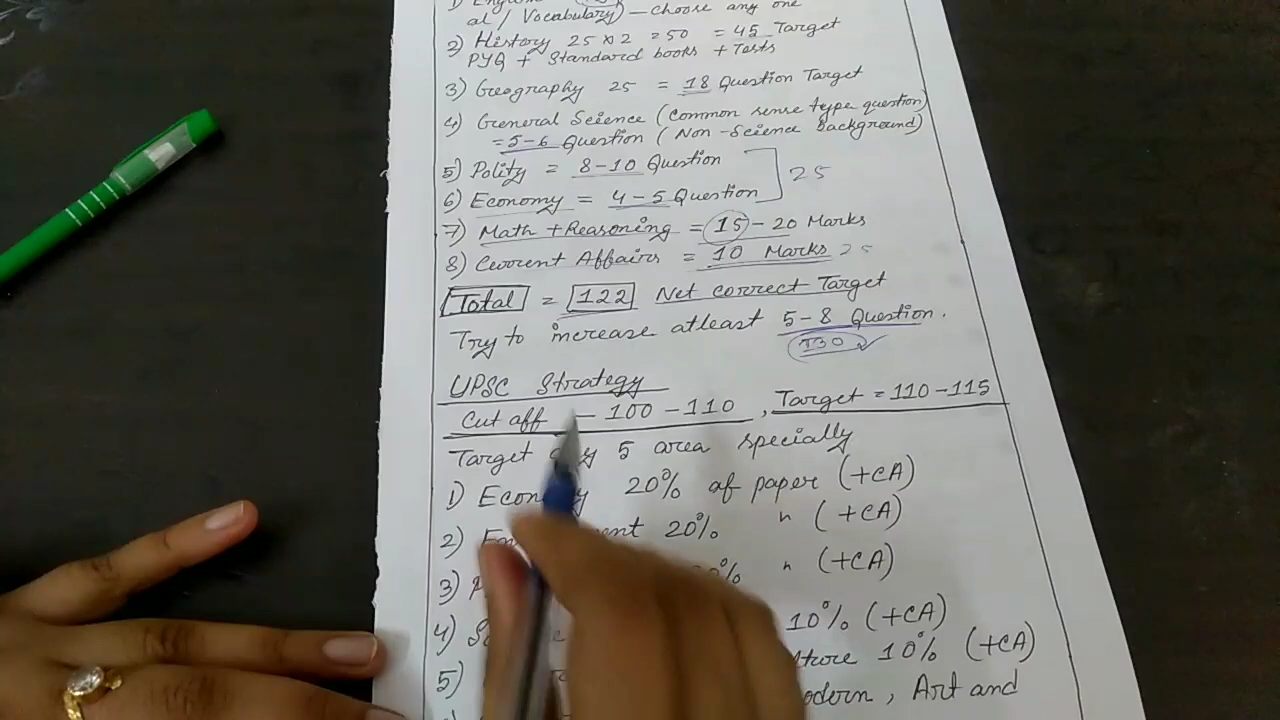 1)
al / Vocabulary) — Choose any one
2) History 25 x 2 = 50 = 45 Target
PYQ + Standard books + Tests
3) Geography 25 = 18 Question Target
4) General Science (Common sense type question)
= 5-6 Question (Non-Science Background)
5) Polity = 8-10 Question
25
6) Economy = 4-5 Question
7) Math + Reasoning = 15-20 Marks
8) Current Affairs = 10 Marks 25
Total = 122 Net correct Target
Try to increase atleast 5-8 Question.
130
UPSC Strategy
Cut aff - 100 - 110, Target = 110-115
Target 5 area specially
1) 20% of paper (+CA)
2) 20% " (+CA)
3) " (+CA)
4) 10% (+CA)
5) 10% (+CA)
Art and